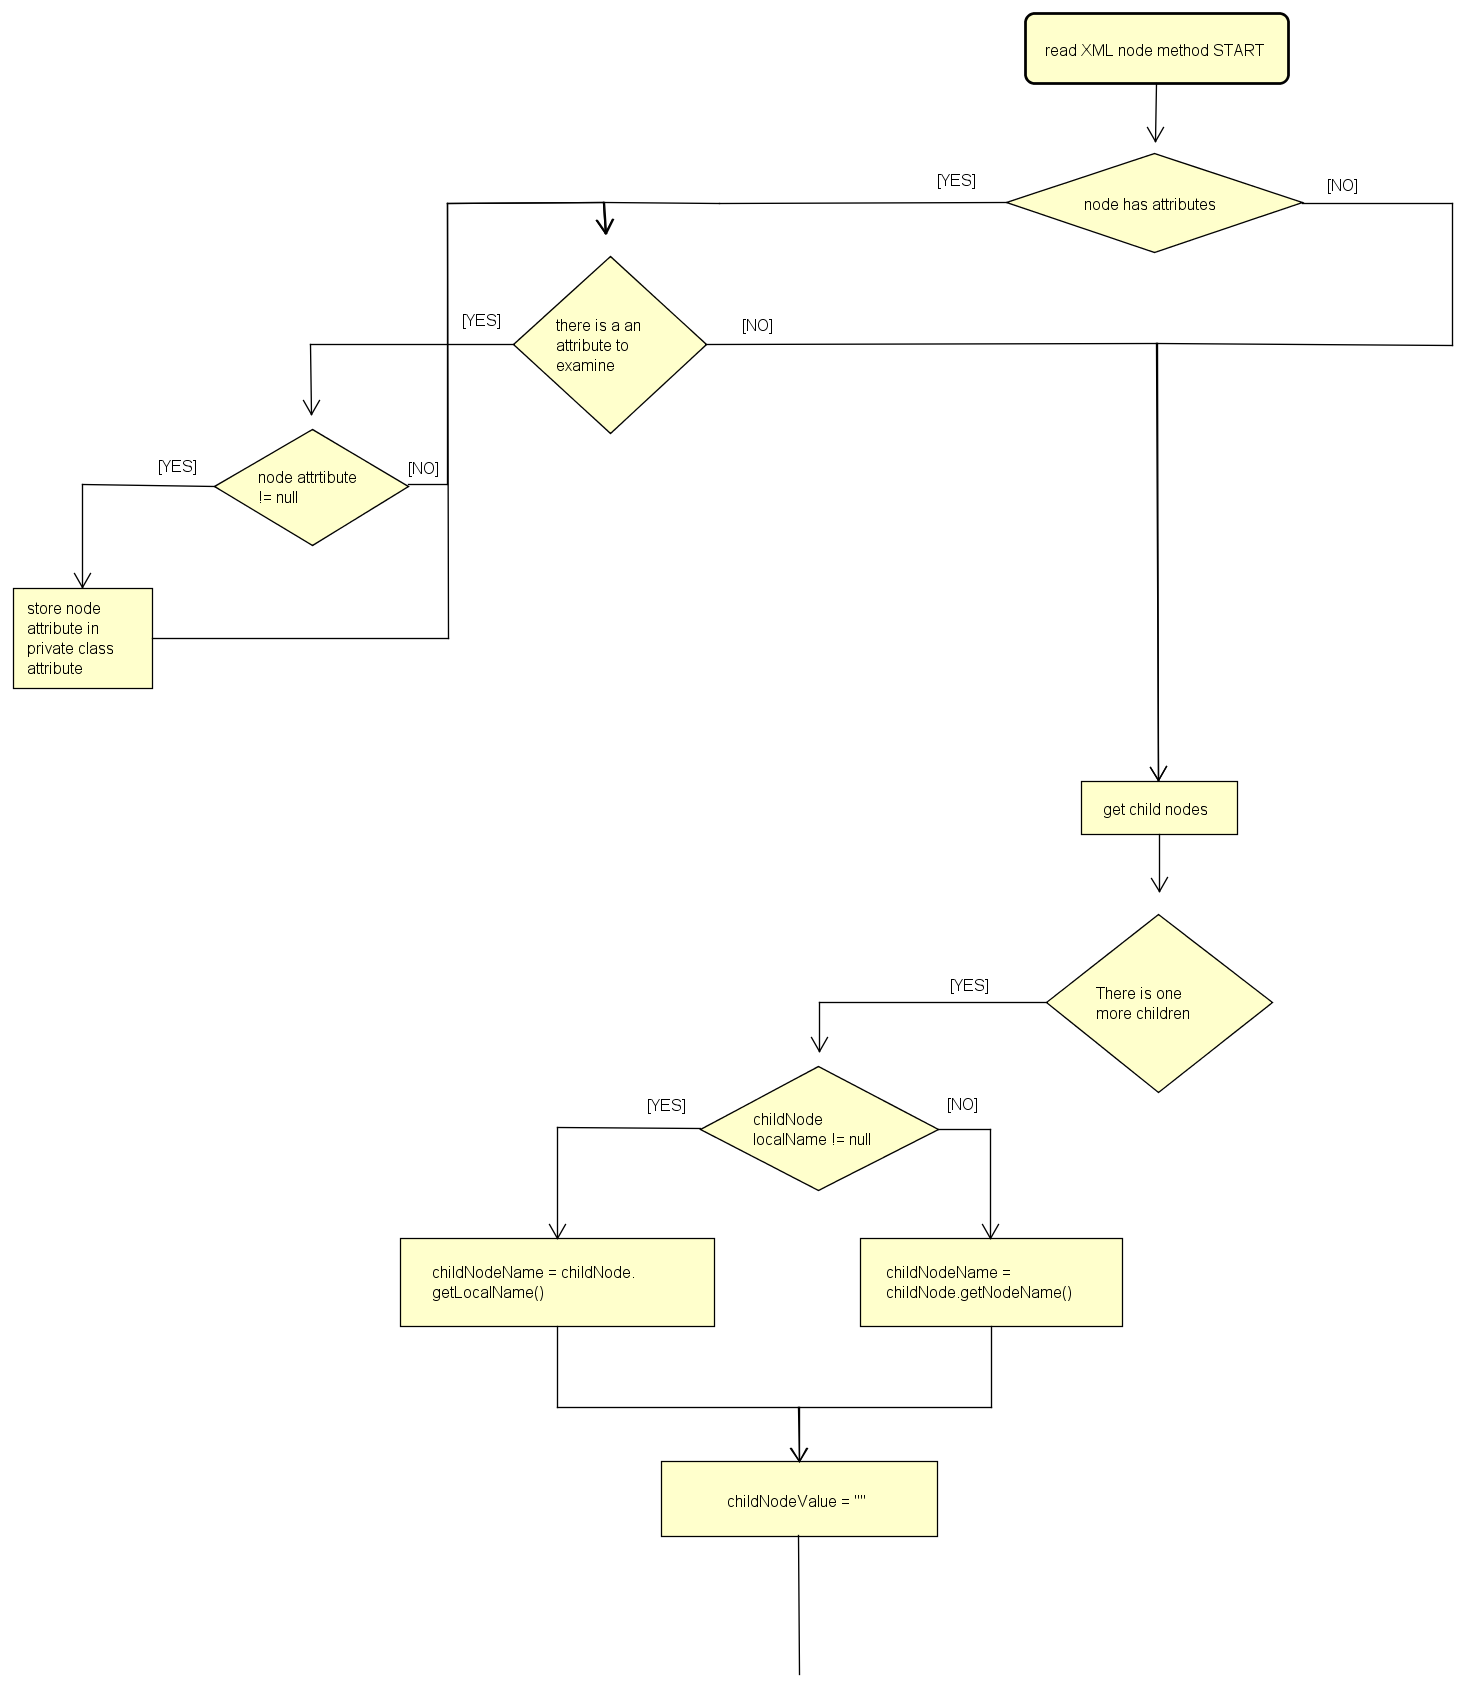 read XML node method START
[YES]
[NO]
node has attributes
[YES]
there is a an
attribute to
examine
[NO]
[YES]
node attrtibute
!= null
[NO]
store node
attribute in
private class
attribute
get child nodes
[YES]
There is one
more children
[YES]
childNode
localName != null
[NO]
childNodeName = childNode.
getLocalName()
childNodeName =
childNode.getNodeName()
childNodeValue = ""